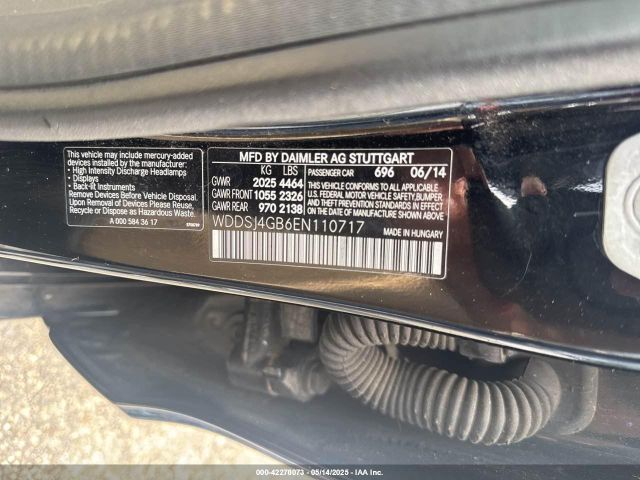 This vehicle may include mercury-added
devices installed by the manufacturer:
- High Intensity Discharge Headlamps
- Displays
- Back-lit Instruments
Remove Devices Before Vehicle Disposal.
Upon Removal of Devices Please Reuse,
Recycle or Dispose as Hazardous Waste.
A 000 584 36 17
MFD BY DAIMLER AG STUTTGART
KG LBS
GVWR 2025 4464
GAWR FRONT 1055 2326
GAWR REAR 970 2138
PASSENGER CAR 696 06/14
THIS VEHICLE CONFORMS TO ALL
APPLICABLE U.S. FEDERAL MOTOR
VEHICLE SAFETY, BUMPER,
AND THEFT PREVENTION STANDARDS
IN EFFECT ON THE DATE OF
MANUFACTURE SHOWN ABOVE.
WDDSJ4GB6EN110717
MADE IN HUNGARY
000-42276073 | 05/14/2025 | IAA Inc.